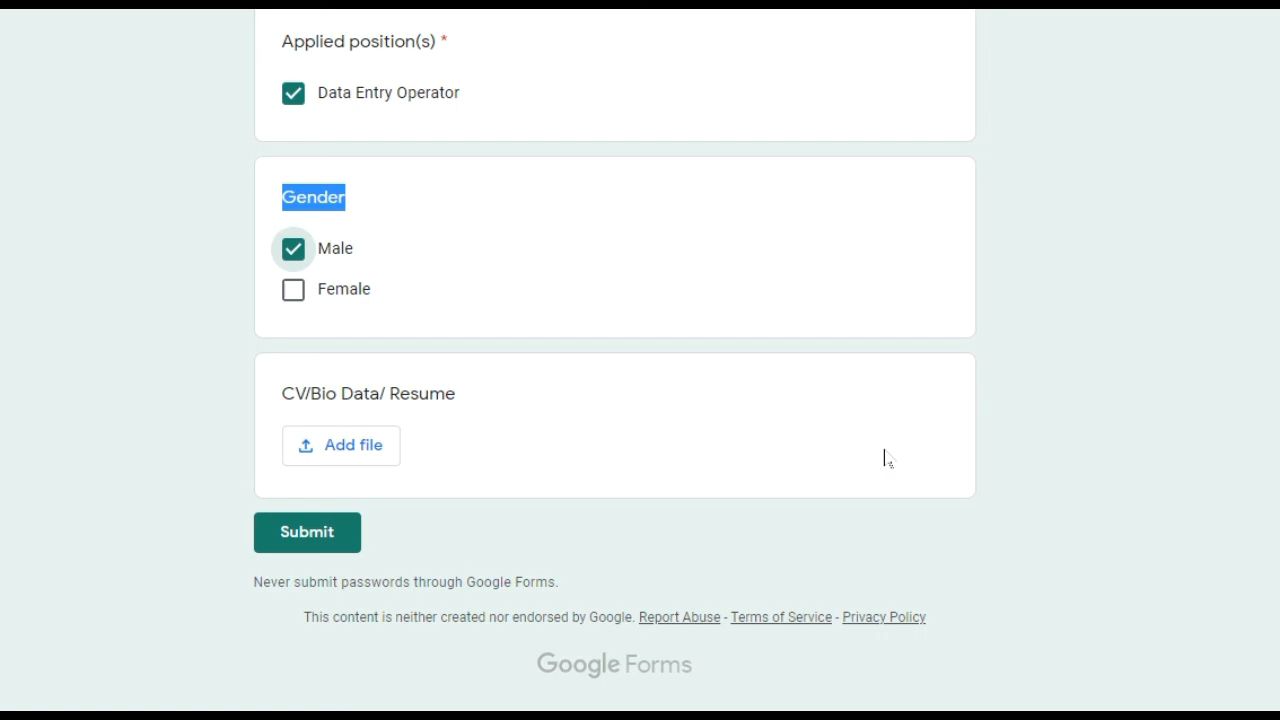 Applied position(s) *
Data Entry Operator
Gender
Male
Female
CV/Bio Data/ Resume
Add file
Submit
Never submit passwords through Google Forms.
This content is neither created nor endorsed by Google. Report Abuse - Terms of Service - Privacy Policy
Google Forms